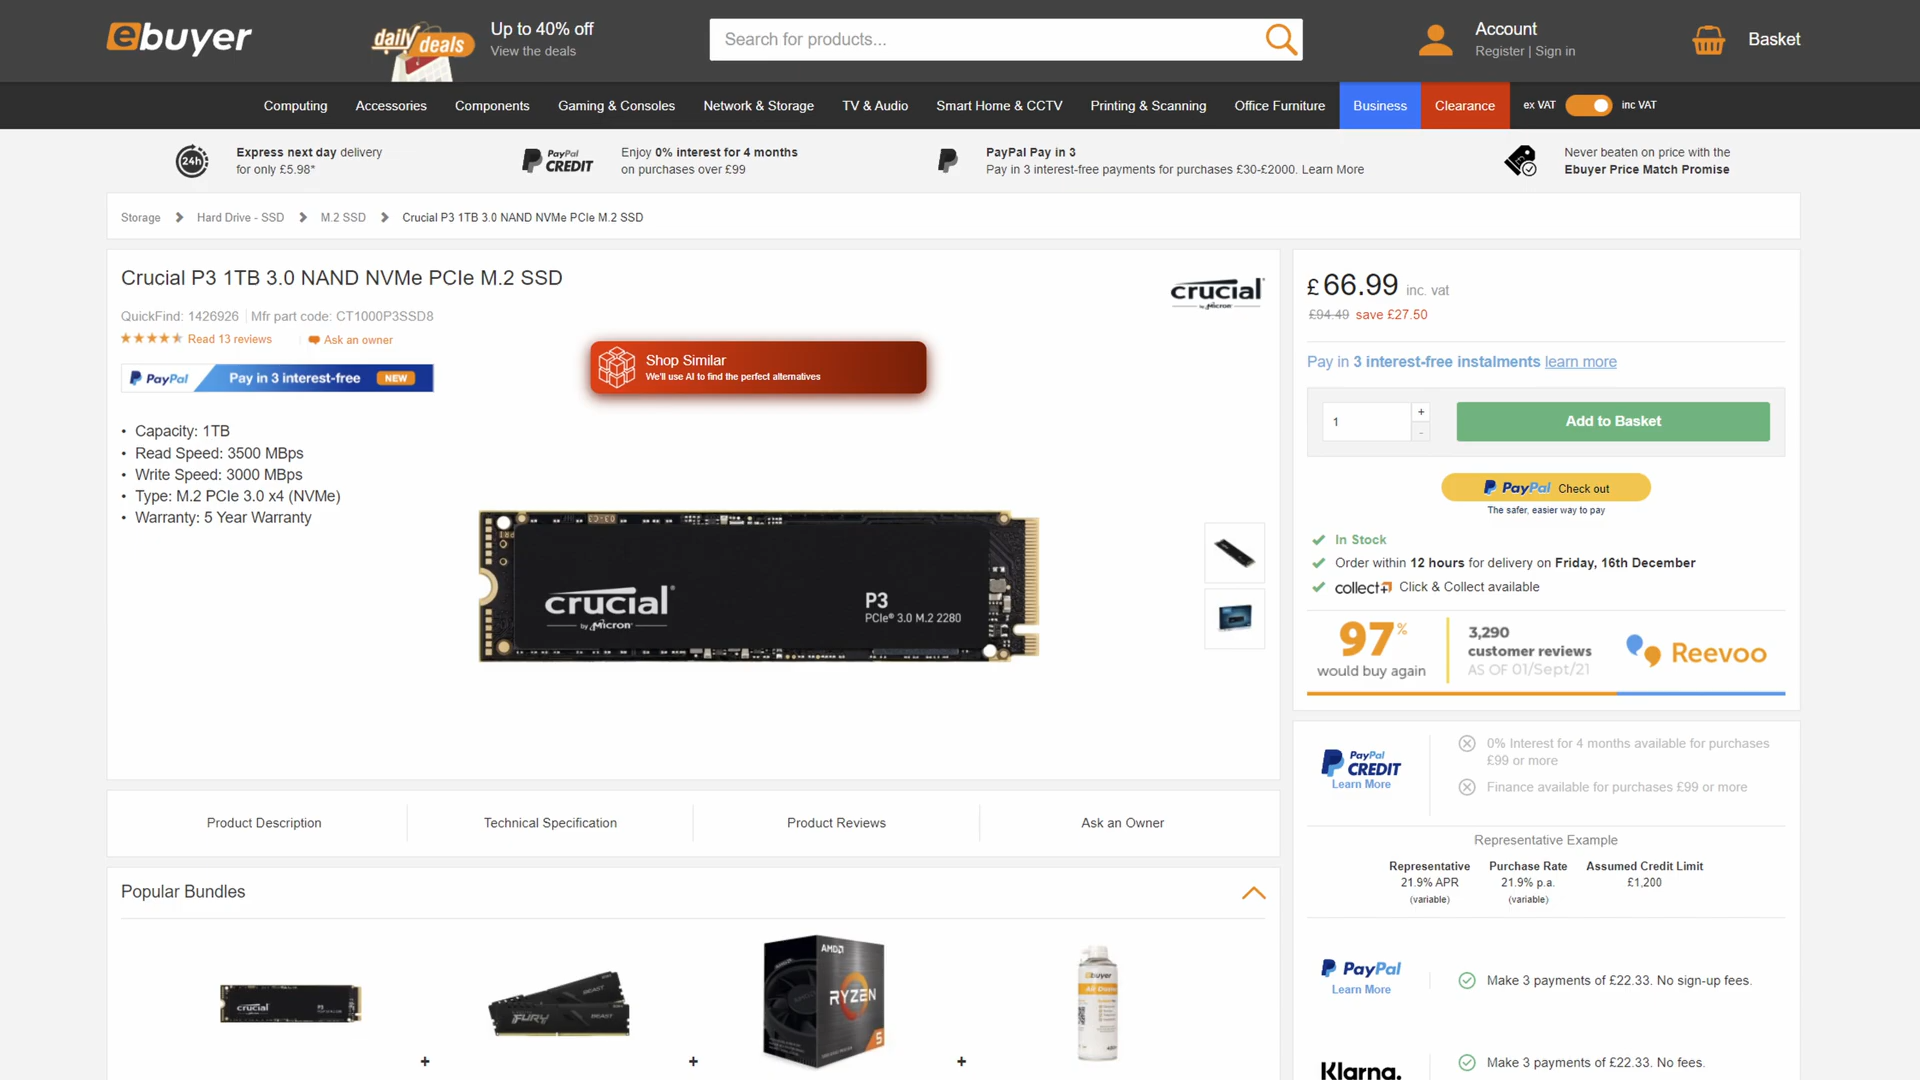 ebuyer
daily deals
Up to 40% off
View the deals
Search for products...
Account
Register | Sign in
Basket
Computing
Accessories
Components
Gaming & Consoles
Network & Storage
TV & Audio
Smart Home & CCTV
Printing & Scanning
Office Furniture
Business
Clearance
ex VAT
inc VAT
24h
Express next day delivery
for only £5.98*
PayPal
CREDIT
Enjoy 0% interest for 4 months
on purchases over £99
PayPal Pay in 3
Pay in 3 interest-free payments for purchases £30-£2000. Learn More
Never beaten on price with the
Ebuyer Price Match Promise
Storage
Hard Drive - SSD
M.2 SSD
Crucial P3 1TB 3.0 NAND NVMe PCIe M.2 SSD
Crucial P3 1TB 3.0 NAND NVMe PCIe M.2 SSD
crucial
by Micron
QuickFind: 1426926 | Mfr part code: CT1000P3SSD8
Read 13 reviews
Ask an owner
PayPal
Pay in 3 interest-free
NEW
Shop Similar
We'll use AI to find the perfect alternatives
• Capacity: 1TB
• Read Speed: 3500 MBps
• Write Speed: 3000 MBps
• Type: M.2 PCIe 3.0 x4 (NVMe)
• Warranty: 5 Year Warranty
crucial®
by Micron®
P3
PCIe® 3.0 M.2 2280
£66.99 inc. vat
£94.49 save £27.50
Pay in 3 interest-free instalments learn more
1
+
-
Add to Basket
PayPal Check out
The safer, easier way to pay
In Stock
Order within 12 hours for delivery on Friday, 16th December
collect+ Click & Collect available
97%
would buy again
3,290
customer reviews
AS OF 01/Sept/21
Reevoo
PayPal
CREDIT
Learn More
0% Interest for 4 months available for purchases
£99 or more
Finance available for purchases £99 or more
Representative Example
Representative
21.9% APR
(variable)
Purchase Rate
21.9% p.a.
(variable)
Assumed Credit Limit
£1,200
PayPal
Learn More
Make 3 payments of £22.33. No sign-up fees.
Klarna.
Make 3 payments of £22.33. No fees.
Product Description
Technical Specification
Product Reviews
Ask an Owner
Popular Bundles
crucial
P3
+
FURY
BEAST
BEAST
+
AMD
RYZEN
5
+
ebuyer
Air Duster